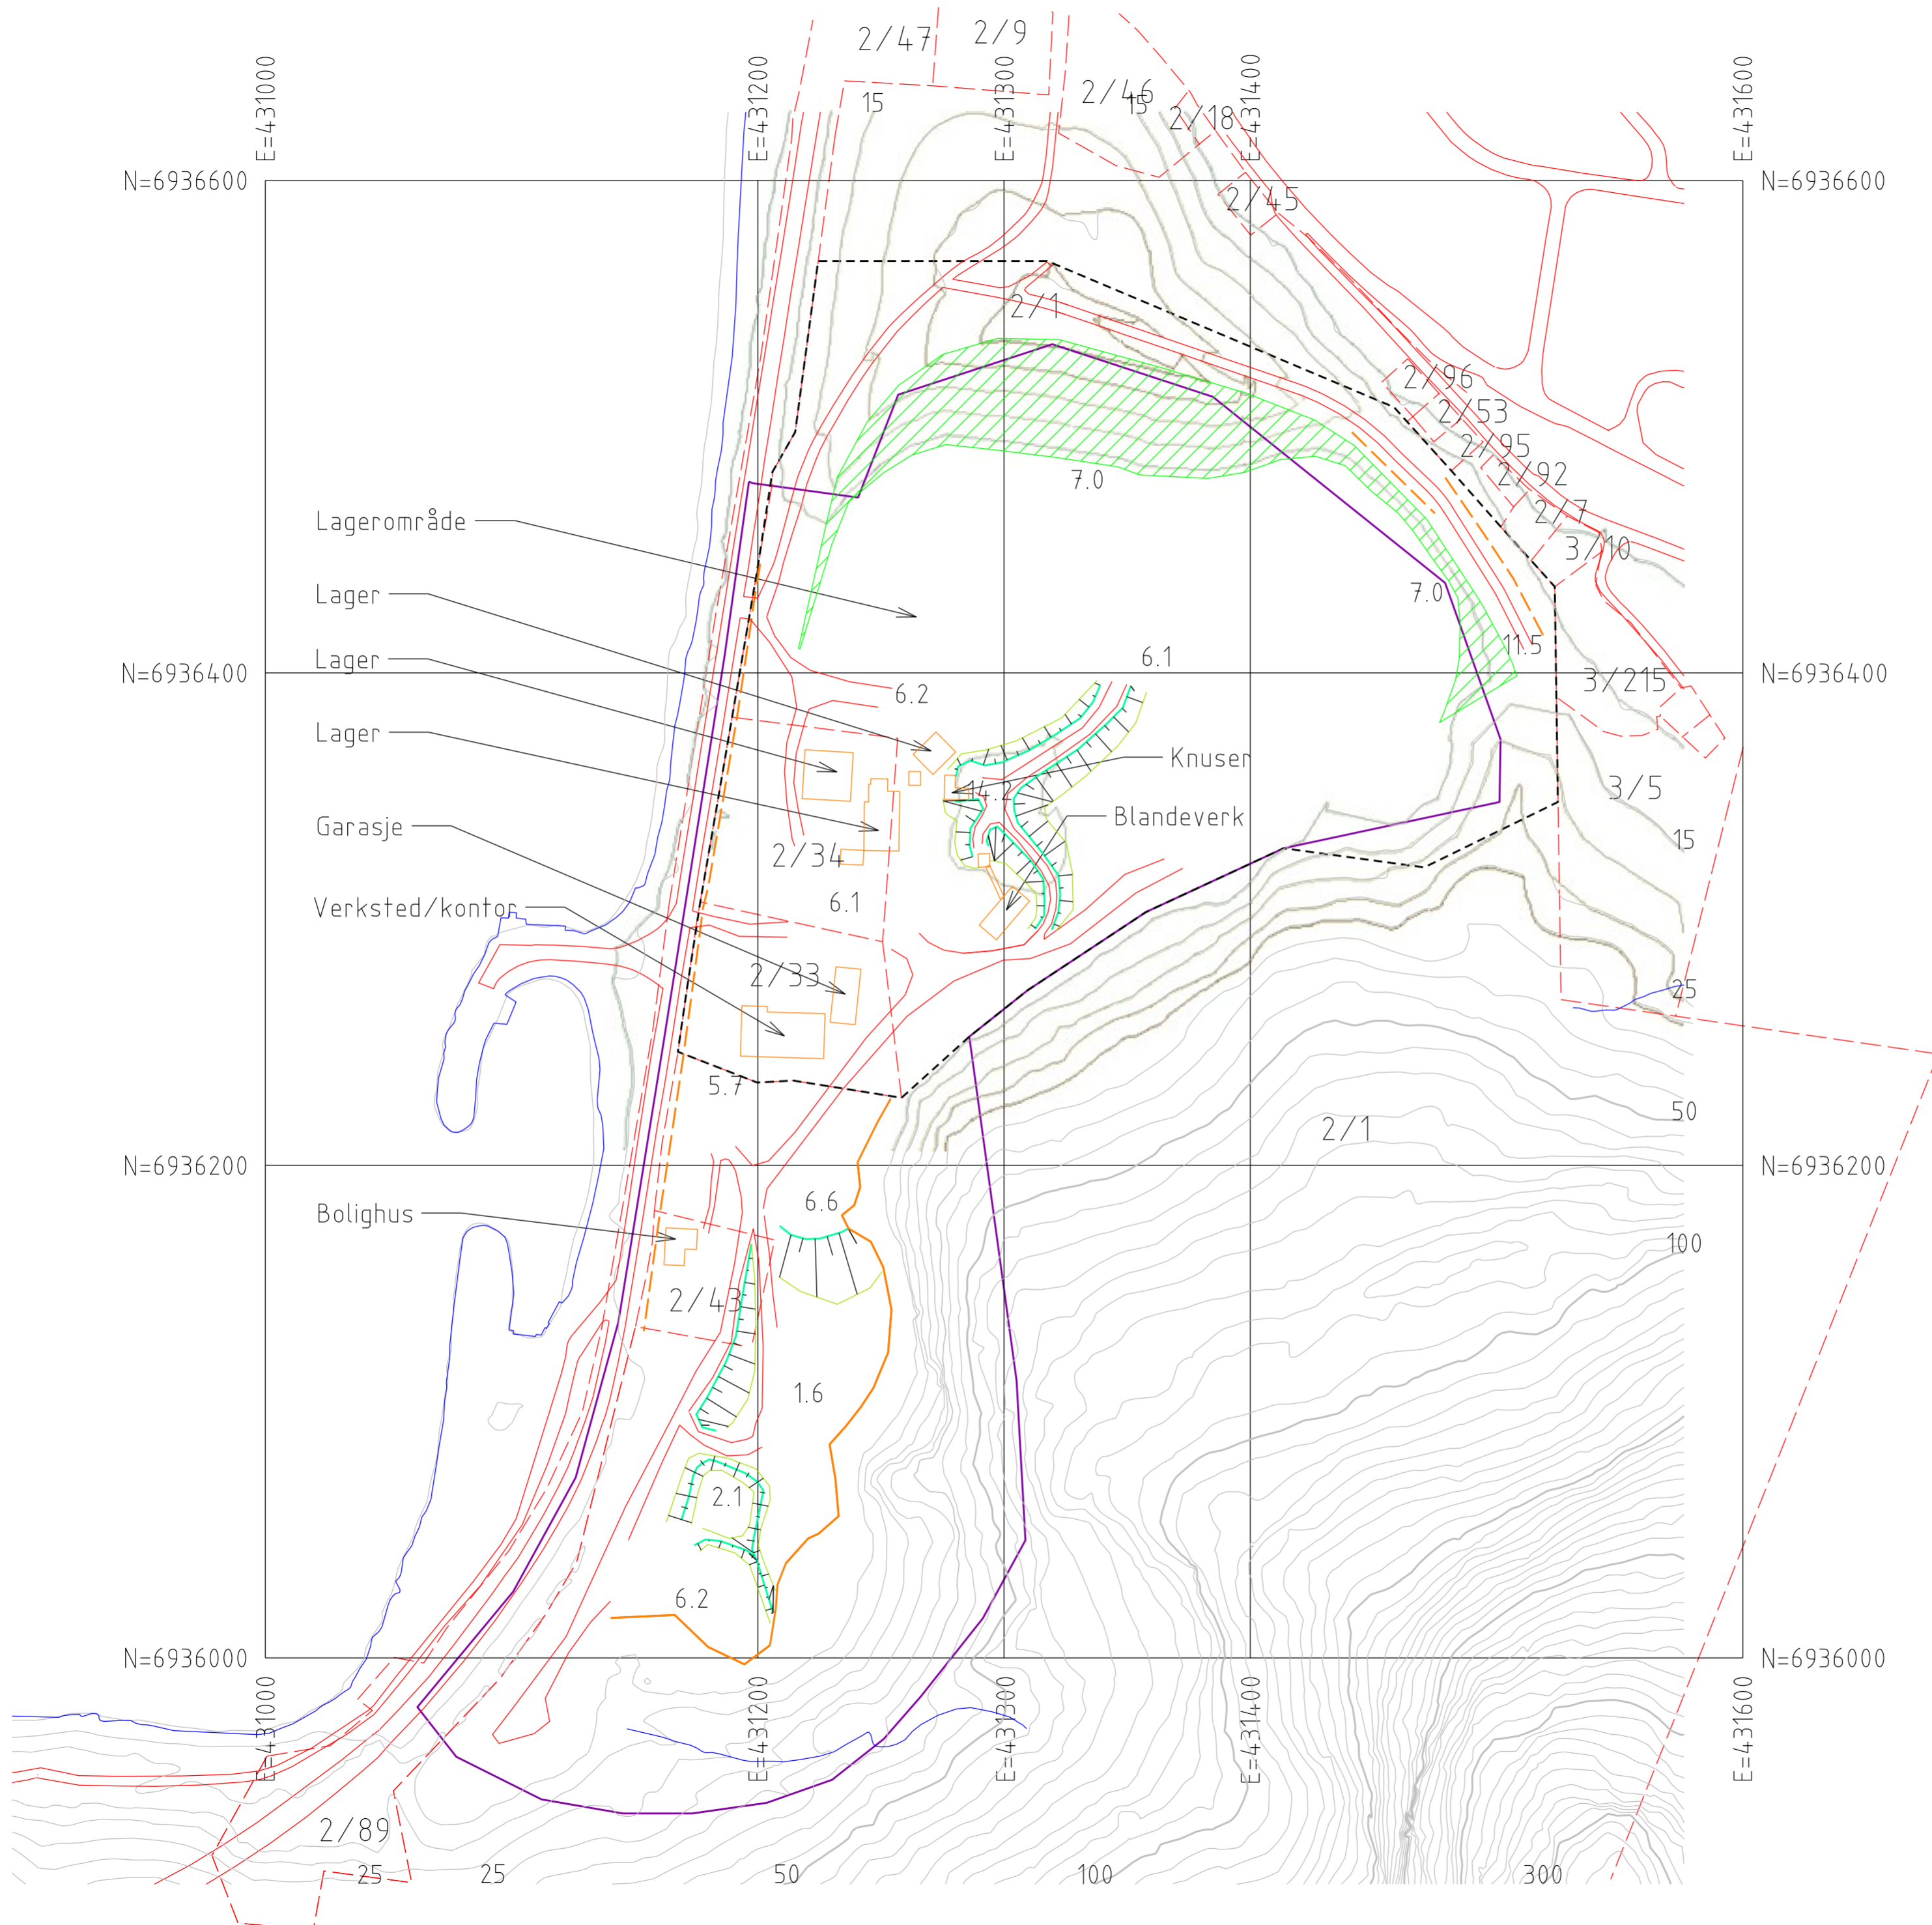 2/47
2/9
E=431000
E=431200
E=431300
E=431400
E=431600
15
2/46
15
2/18
N=6936600
N=6936600
2/45
2/1
2/96
2/53
2/95
7.0
2/92
2/7
Lagerområde
3/10
Lager
7.0
11.5
Lager
6.1
N=6936400
N=6936400
3/215
6.2
Lager
Knuser
14.2
3/5
Garasje
Blandeverk
15
2/34
Verksted/kontor
6.1
2/33
25
5.7
50
2/1
N=6936200
N=6936200
6.6
Bolighus
100
2/43
1.6
2.1
6.2
N=6936000
N=6936000
E=431000
E=431200
E=431300
E=431400
E=431600
2/89
25
25
50
100
300